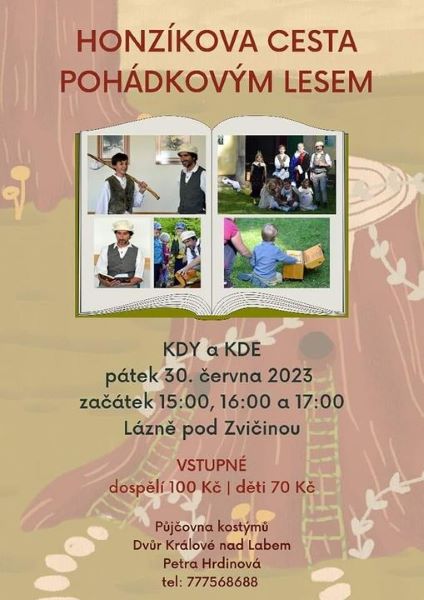 HONZÍKOVA CESTA
POHÁDKOVÝM LESEM
KDY a KDE
pátek 30. června 2023
začátek 15:00, 16:00 a 17:00
Lázně pod Zvičinou
VSTUPNÉ
dospělí 100 Kč | děti 70 Kč
Půjčovna kostýmů
Dvůr Králové nad Labem
Petra Hrdinová
tel: 777568688